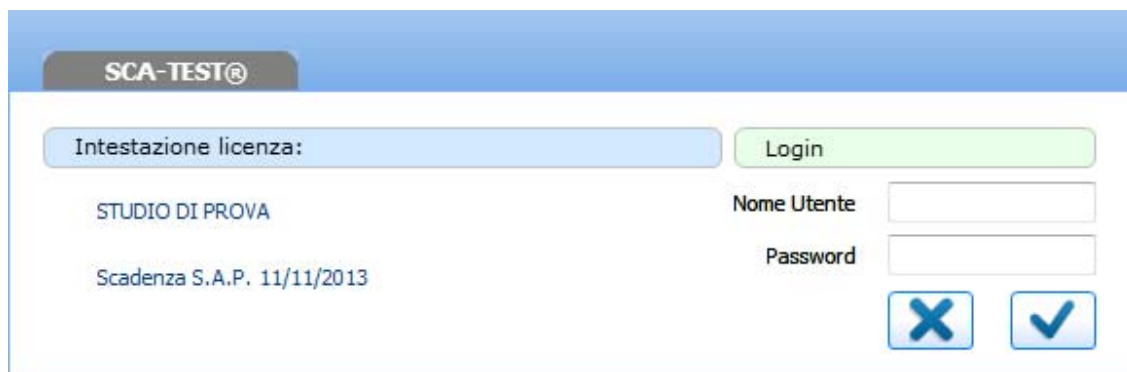 SCA-TEST®
Intestazione licenza:
Login
STUDIO DI PROVA
Nome Utente
Password
Scadenza S.A.P. 11/11/2013